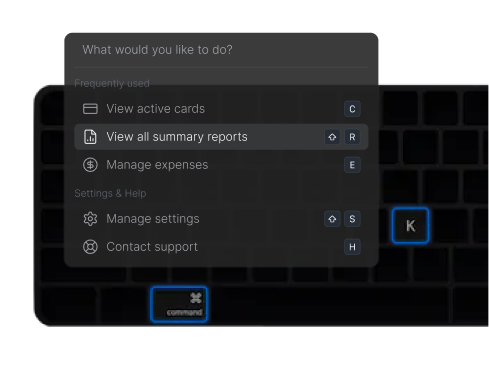 What would you like to do?
Frequently used
View active cards C
View all summary reports R
Manage expenses E
Settings & Help
Manage settings S
Contact support H
K
command